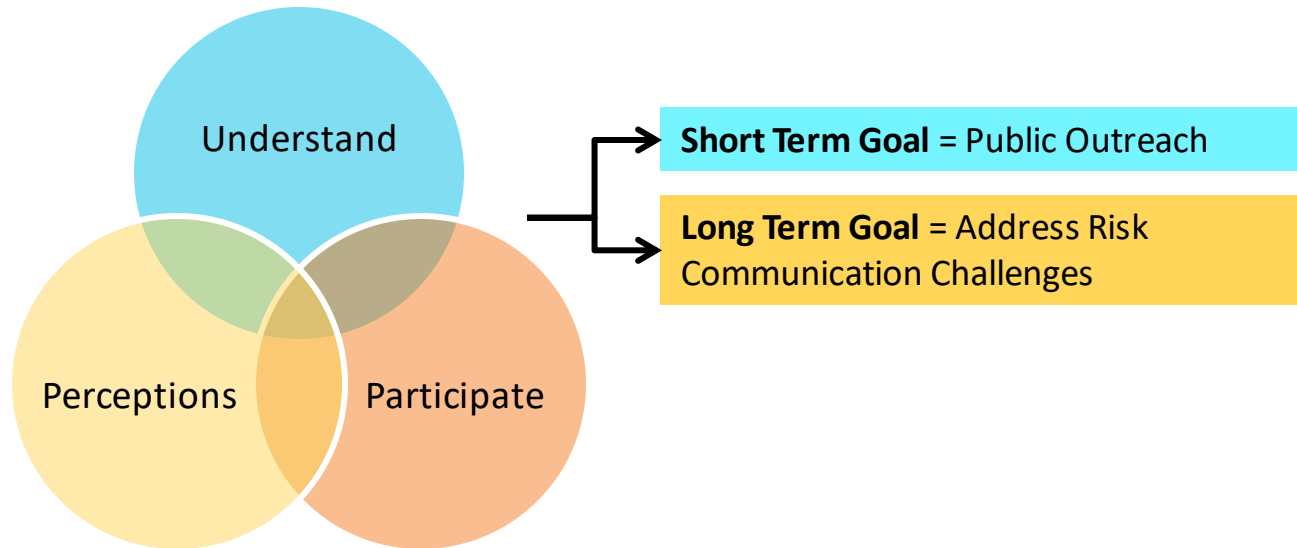 Understand
Short Term Goal = Public Outreach
Long Term Goal = Address Risk
Communication Challenges
Perceptions
Participate